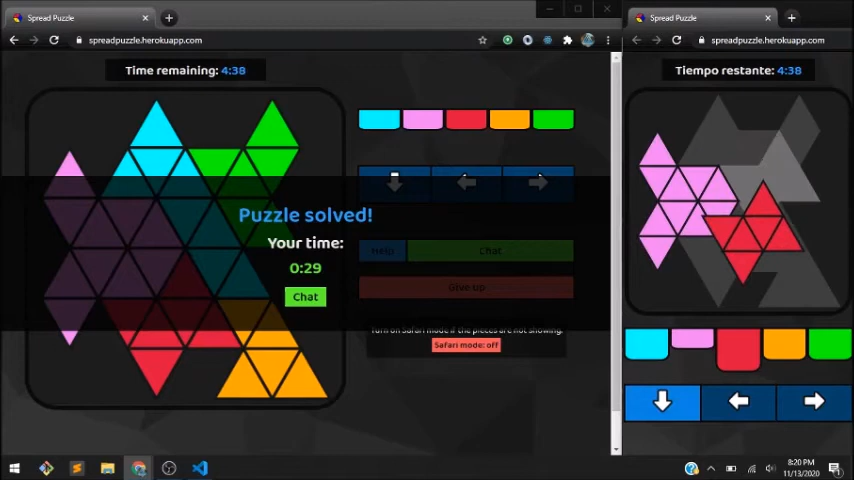 Spread Puzzle
Spread Puzzle
spreadpuzzle.herokuapp.com
spreadpuzzle.herokuapp.com
Time remaining: 4:38
Tiempo restante: 4:38
Puzzle solved!
Your time:
0:29
Chat
Help
Chat
Give up
Turn on Safari mode if the pieces are not showing.
Safari mode: off
8:20 PM
11/13/2020